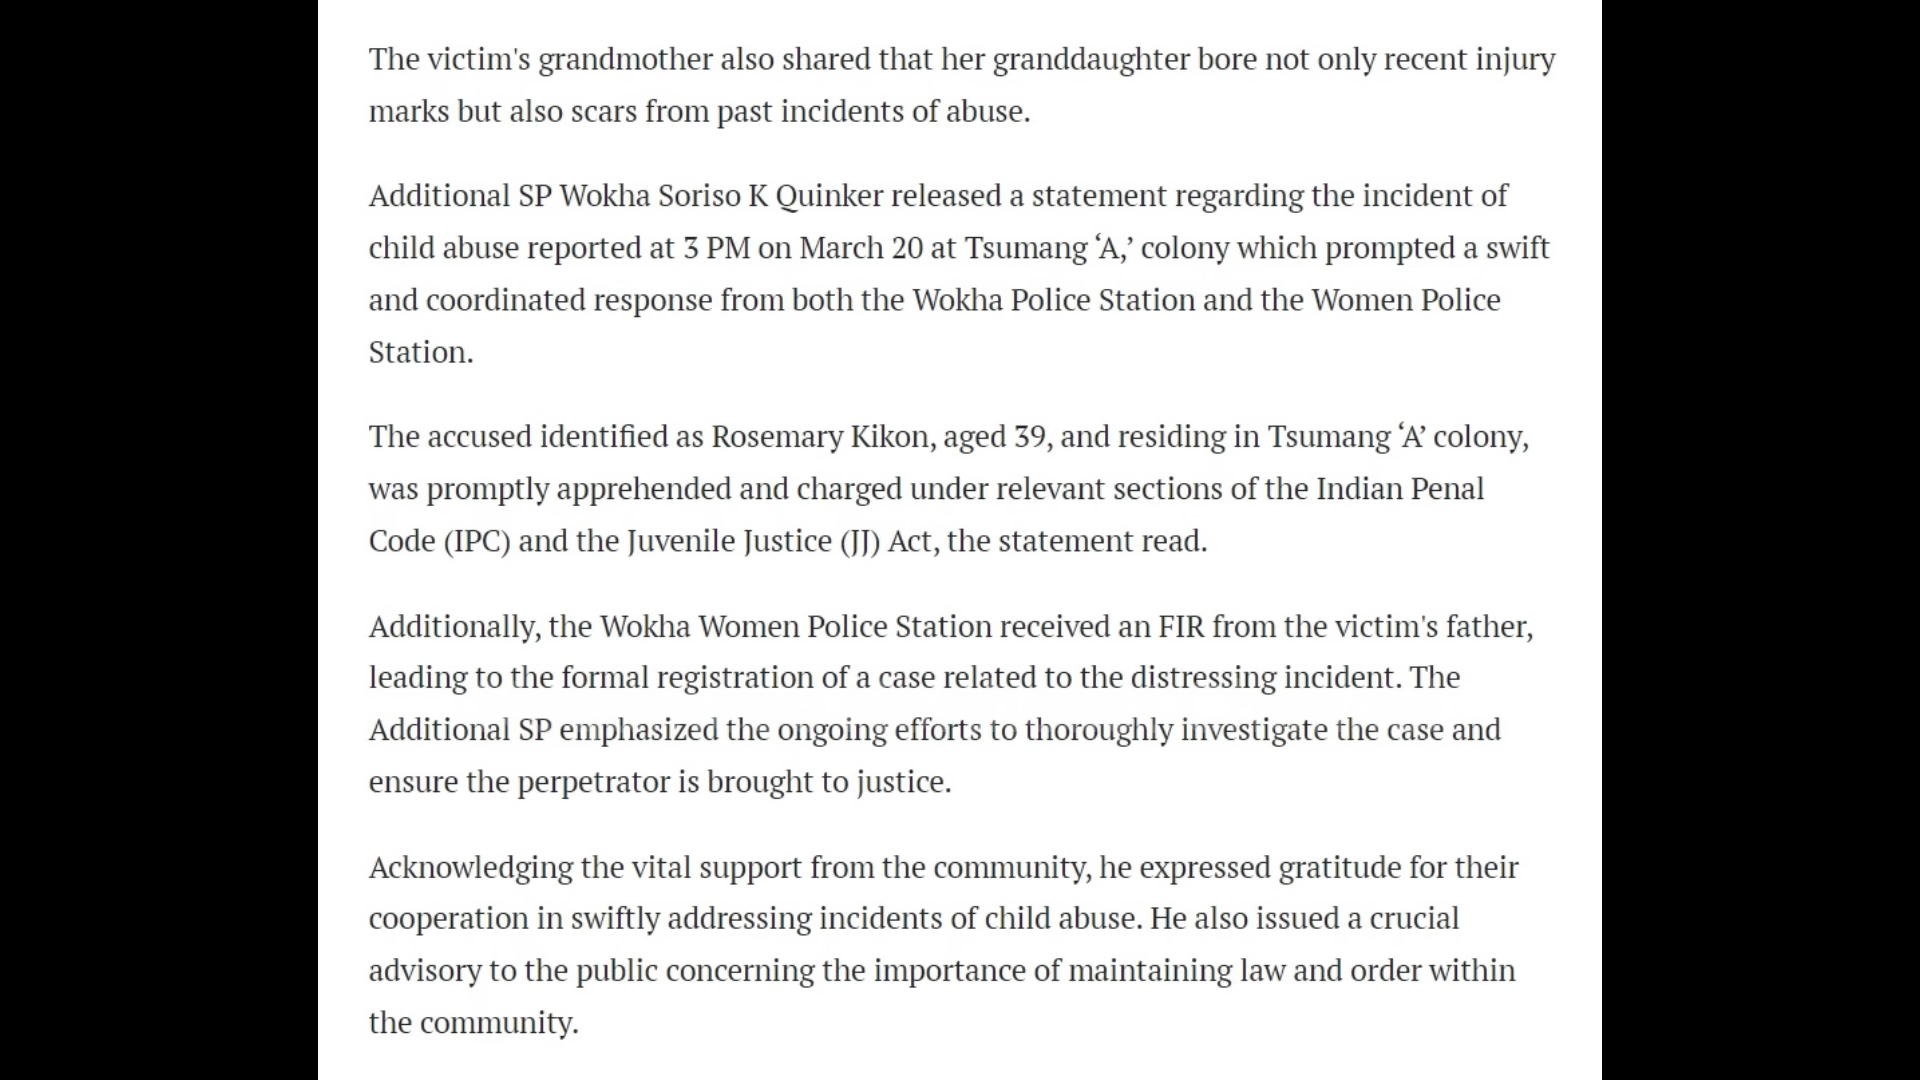 The victim's grandmother also shared that her granddaughter bore not only recent injury
marks but also scars from past incidents of abuse.
Additional SP Wokha Soriso K Quinker released a statement regarding the incident of
child abuse reported at 3 PM on March 20 at Tsumang ‘A,’ colony which prompted a swift
and coordinated response from both the Wokha Police Station and the Women Police
Station.
The accused identified as Rosemary Kikon, aged 39, and residing in Tsumang ‘A’ colony,
was promptly apprehended and charged under relevant sections of the Indian Penal
Code (IPC) and the Juvenile Justice (JJ) Act, the statement read.
Additionally, the Wokha Women Police Station received an FIR from the victim's father,
leading to the formal registration of a case related to the distressing incident. The
Additional SP emphasized the ongoing efforts to thoroughly investigate the case and
ensure the perpetrator is brought to justice.
Acknowledging the vital support from the community, he expressed gratitude for their
cooperation in swiftly addressing incidents of child abuse. He also issued a crucial
advisory to the public concerning the importance of maintaining law and order within
the community.